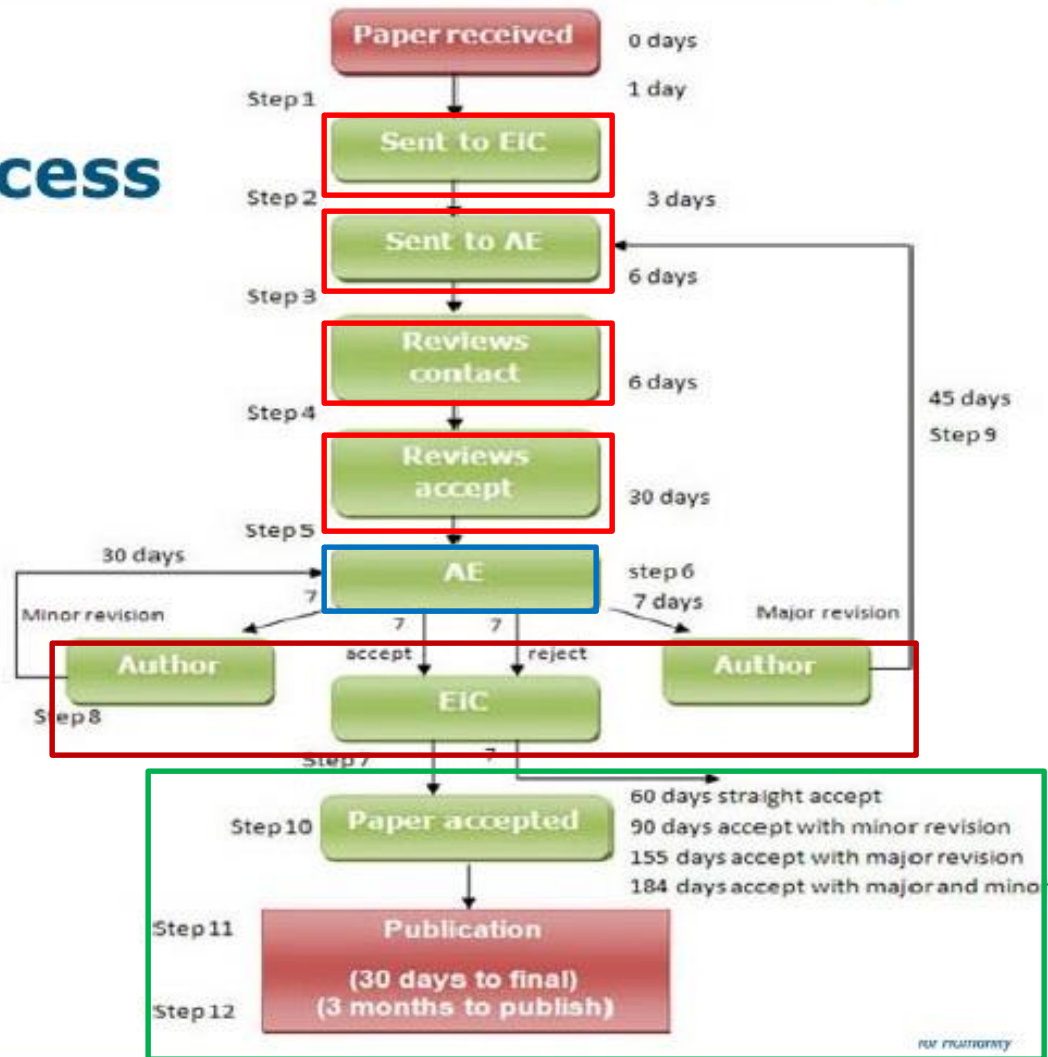 Paper received
0 days
1 day
Step 1
cess
Sent to EiC
Step 2
3 days
Sent to AE
6 days
Step 3
Reviews
contact
6 days
45 days
Step 9
Step 4
Reviews
accept
30 days
Step 5
30 days
AE
step 6
7 days
7
Minor revision
Major revision
7
7
accept
reject
Author
Author
EiC
Step 8
Step 7
7
60 days straight accept
90 days accept with minor revision
155 days accept with major revision
184 days accept with major and minor
Step 10
Paper accepted
Step 11
Publication
(30 days to final)
(3 months to publish)
Step 12
for Humanity